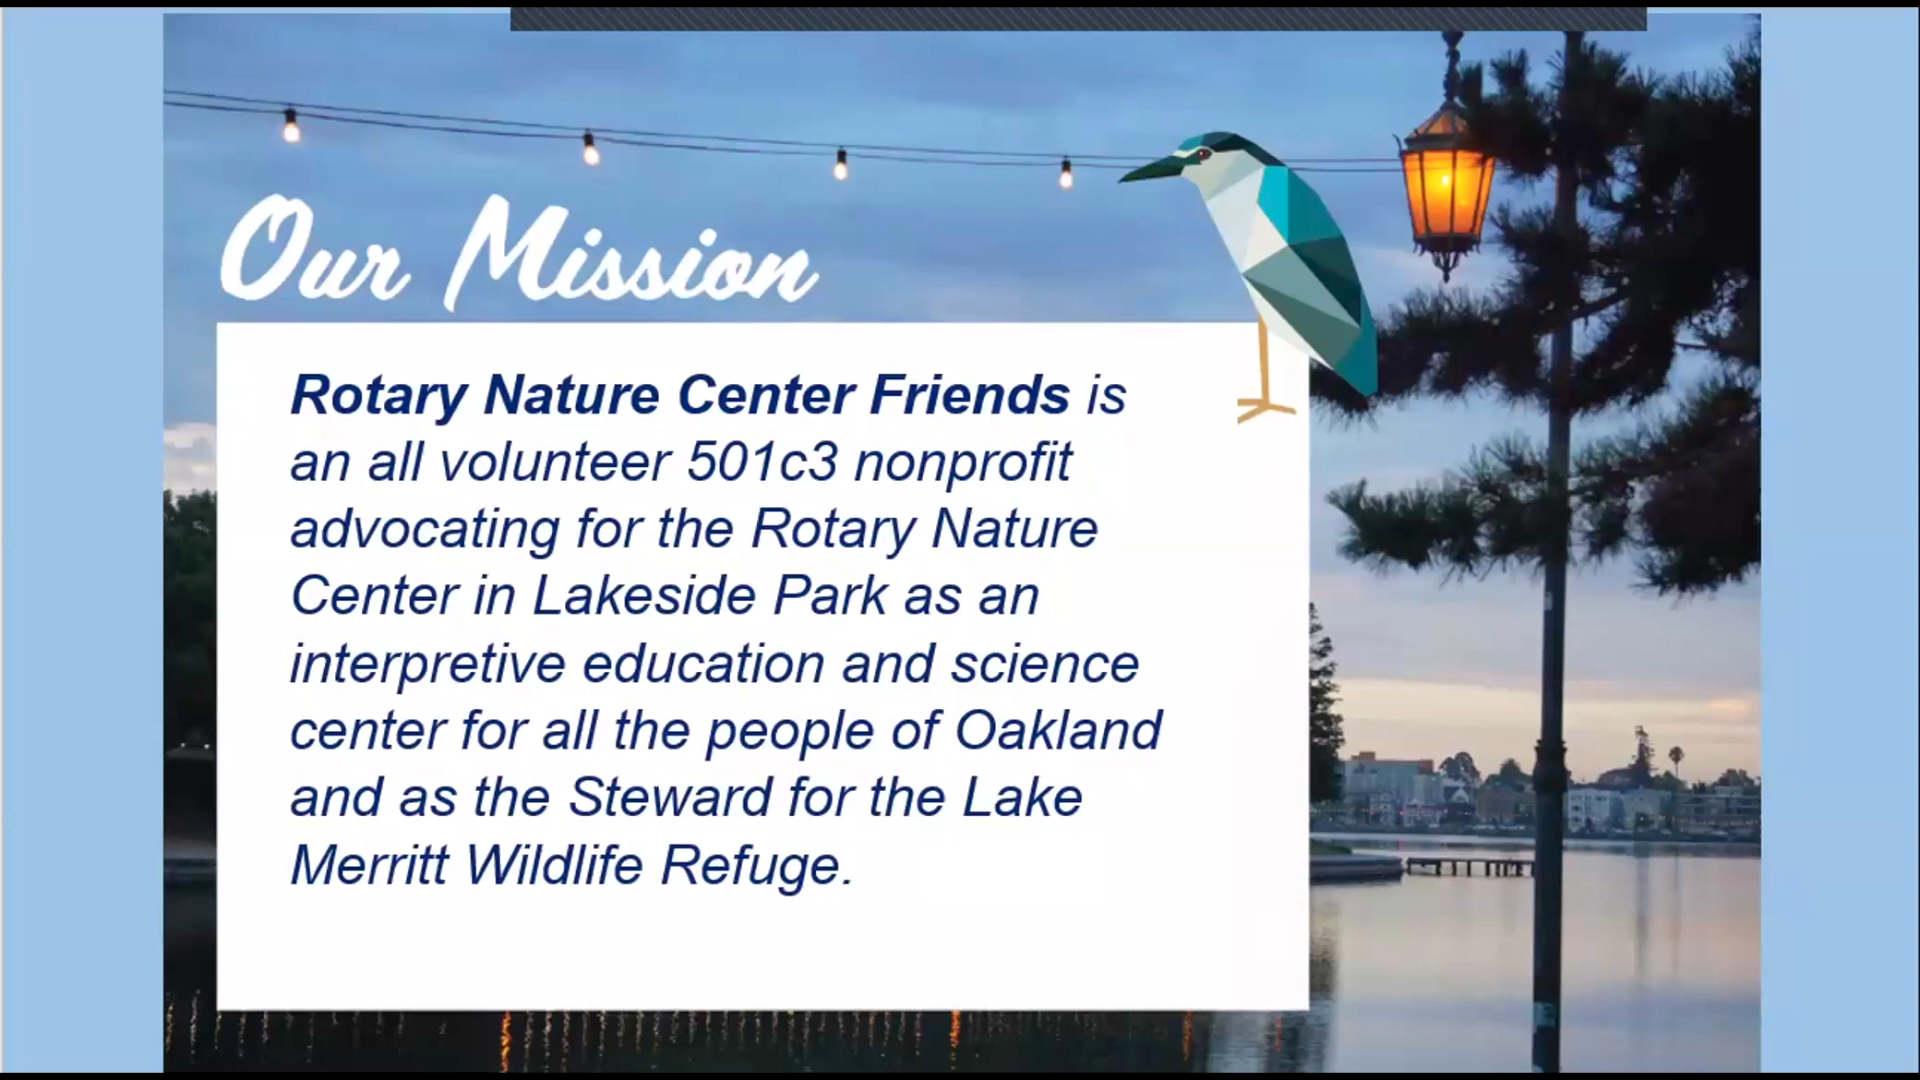 Our Mission
Rotary Nature Center Friends is
an all volunteer 501c3 nonprofit
advocating for the Rotary Nature
Center in Lakeside Park as an
interpretive education and science
center for all the people of Oakland
and as the Steward for the Lake
Merritt Wildlife Refuge.